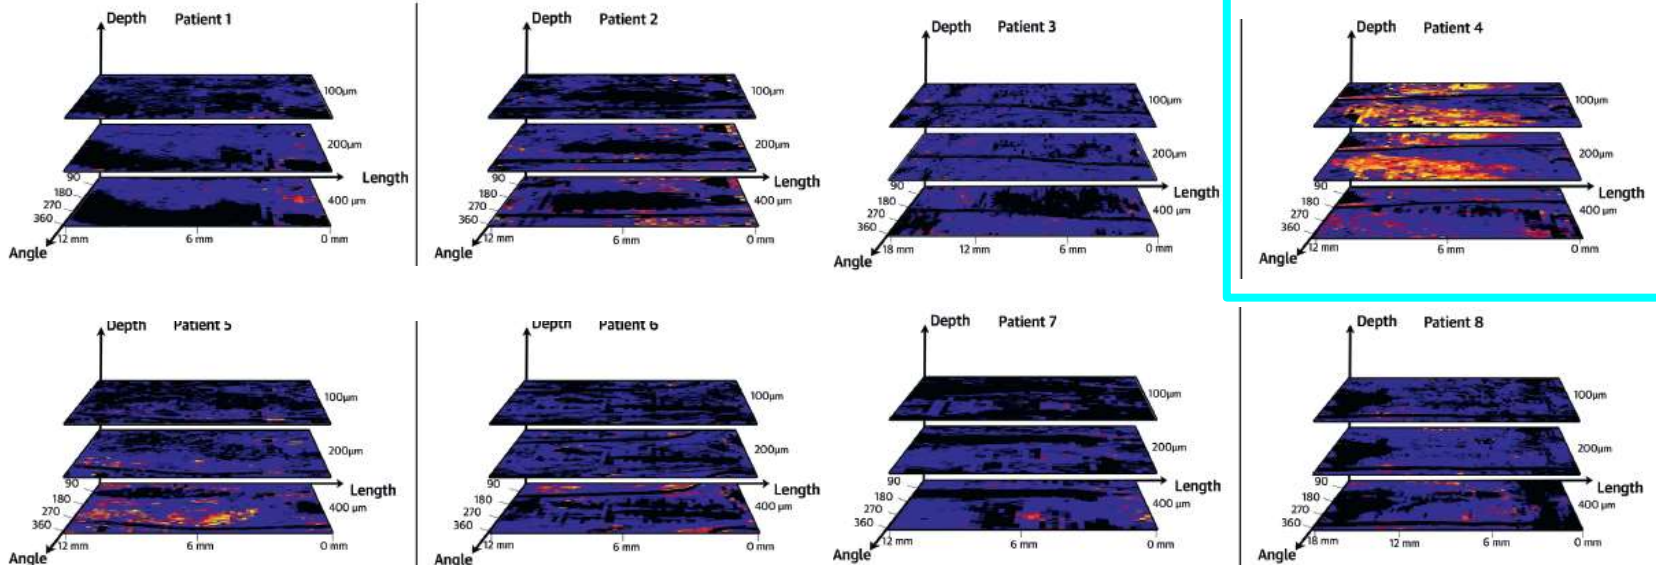 Depth Patient 1
100μm
200μm
90
180
270
360
Length
400 μm
12 mm
6 mm
0 mm
Angle
Depth Patient 2
100μm
200μm
90
180
270
360
Length
400 μm
12 mm
6 mm
0 mm
Angle
Depth Patient 3
100μm
200μm
90
180
270
360
Length
400 μm
18 mm
12 mm
6 mm
0 mm
Angle
Depth Patient 4
100μm
200μm
90
180
270
360
Length
400 μm
12 mm
6 mm
0 mm
Angle
Depth Patient 5
100μm
200μm
90
180
270
360
Length
400 μm
12 mm
6 mm
0 mm
Angle
Depth Patient 6
100μm
200μm
90
180
270
360
Length
400 μm
12 mm
6 mm
0 mm
Angle
Depth Patient 7
100μm
200μm
90
180
270
360
Length
400 μm
12 mm
6 mm
0 mm
Angle
Depth Patient 8
100μm
200μm
90
180
270
360
Length
400 μm
18 mm
12 mm
6 mm
0 mm
Angle